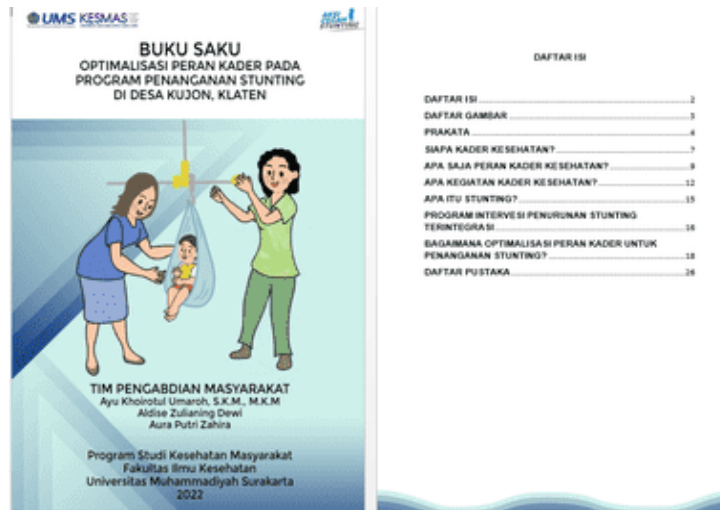 UMS KESMAS
AKSI
CEGAH
STUNTING
BUKU SAKU
OPTIMALISASI PERAN KADER PADA
PROGRAM PENANGANAN STUNTING
DI DESA KUJON, KLATEN
TIM PENGABDIAN MASYARAKAT
Ayu Khoirotul Umaroh, S.K.M., M.K.M
Aldise Zulianing Dewi
Aura Putri Zahira
Program Studi Kesehatan Masyarakat
Fakultas Ilmu Kesehatan
Universitas Muhammadiyah Surakarta
2022
DAFTAR ISI
DAFTAR ISI 2
DAFTAR GAMBAR 3
PRAKATA 4
SIAPA KADER KESEHATAN? 7
APA SAJA PERAN KADER KESEHATAN? 9
APA KEGIATAN KADER KESEHATAN? 12
APA ITU STUNTING? 15
PROGRAM INTERVESI PENURUNAN STUNTING
TERINTEGRASI 16
BAGAIMANA OPTIMALISASI PERAN KADER UNTUK
PENANGANAN STUNTING? 18
DAFTAR PUSTAKA 26